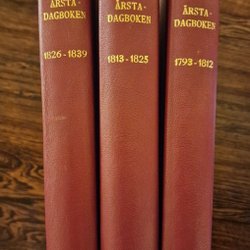 ÅRSTA-
DAGBOKEN
1826-1839
ÅRSTA-
DAGBOKEN
1813-1825
ÅRSTA-
DAGBOKEN
1793-1812